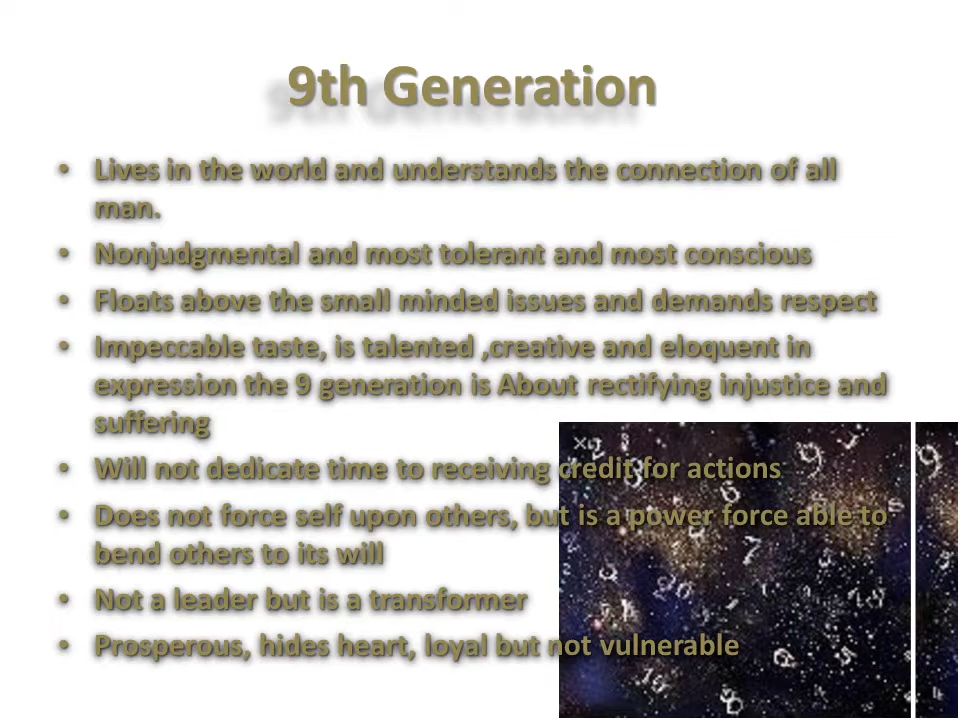 9th Generation
• Lives in the world and understands the connection of all
man.
• Nonjudgmental and most tolerant and most conscious
• Floats above the small minded issues and demands respect
• Impeccable taste, is talented ,creative and eloquent in
expression the 9 generation is About rectifying injustice and
suffering
• Will not dedicate time to receiving credit for actions
• Does not force self upon others, but is a power force able to
bend others to its will
• Not a leader but is a transformer
• Prosperous, hides heart, loyal but not vulnerable